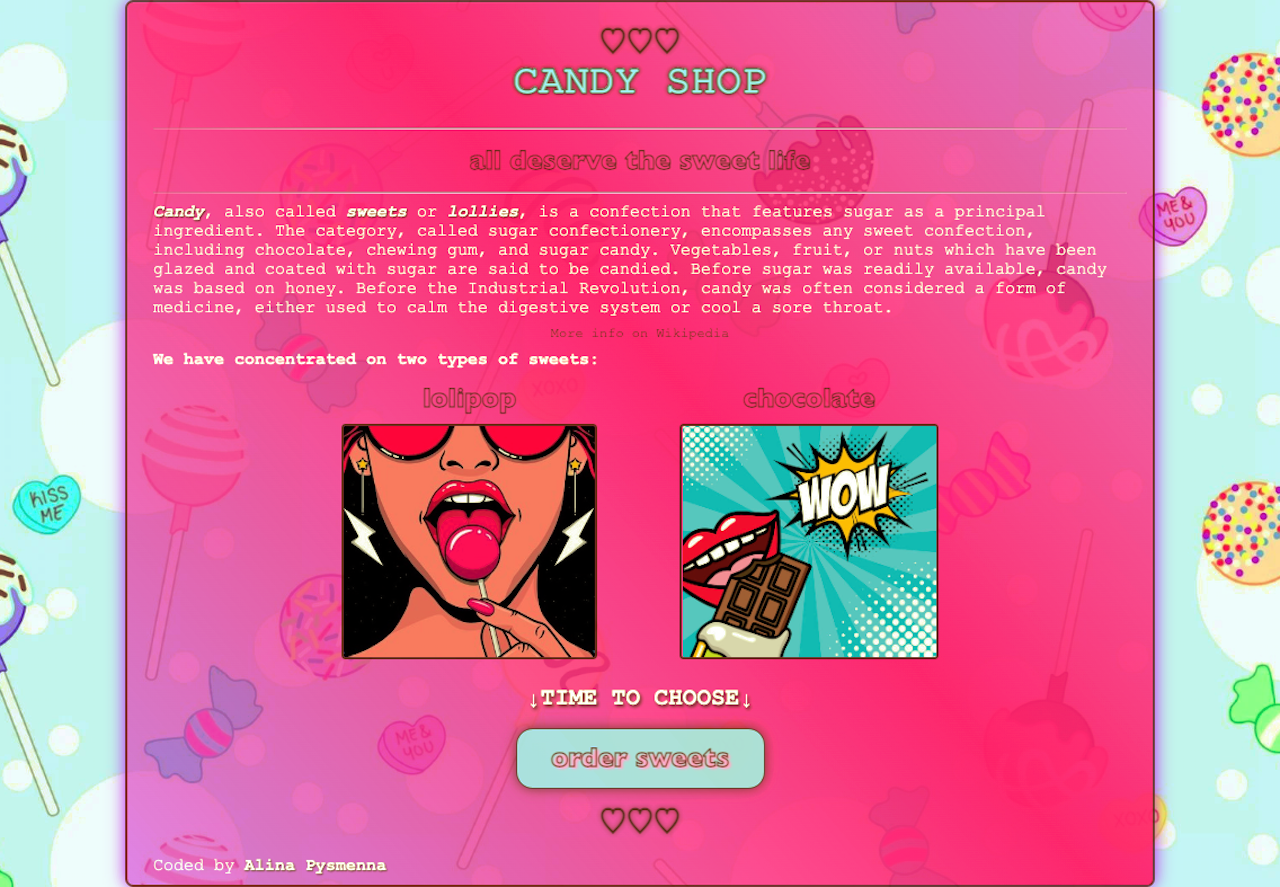 ♡♡♡
CANDY SHOP
all deserve the sweet life
Candy, also called sweets or lollies, is a confection that features sugar as a principal
ingredient. The category, called sugar confectionery, encompasses any sweet confection,
including chocolate, chewing gum, and sugar candy. Vegetables, fruit, or nuts which have been
glazed and coated with sugar are said to be candied. Before sugar was readily available, candy
was based on honey. Before the Industrial Revolution, candy was often considered a form of
medicine, either used to calm the digestive system or cool a sore throat.
More info on Wikipedia
We have concentrated on two types of sweets:
lolipop
chocolate
WOW
↓TIME TO CHOOSE↓
order sweets
♡♡♡
Coded by Alina Pysmenna
ME &
YOU
XOXO
KISS
ME
ME &
YOU
XOXO